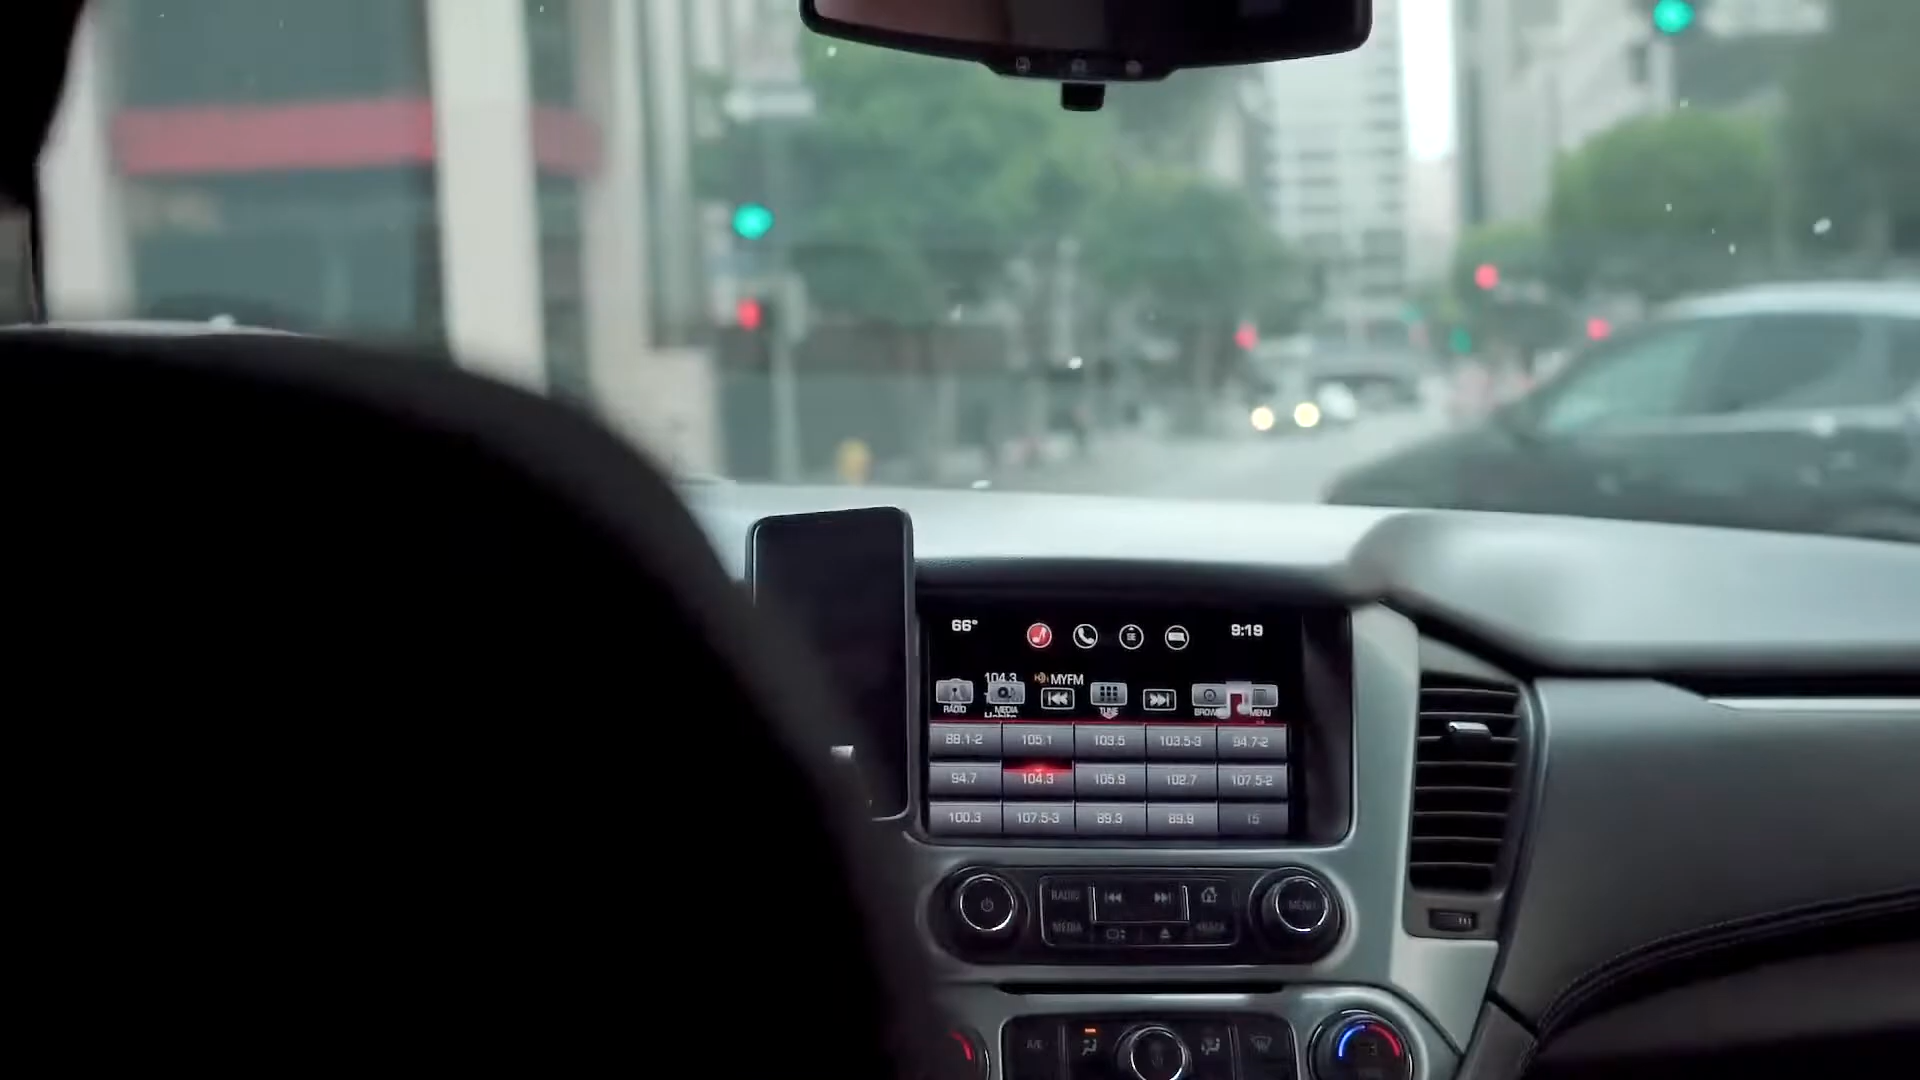 66° 9:19
104.3 MYFM
RADIO MEDIA TUNE BROW MENU
88.1-2 105.1 103.5 103.5-3 94.7-2
94.7 104.3 105.9 102.7 107.5-2
100.3 107.5-3 89.3 89.9 15
RADIO
MENU
MEDIA BACK